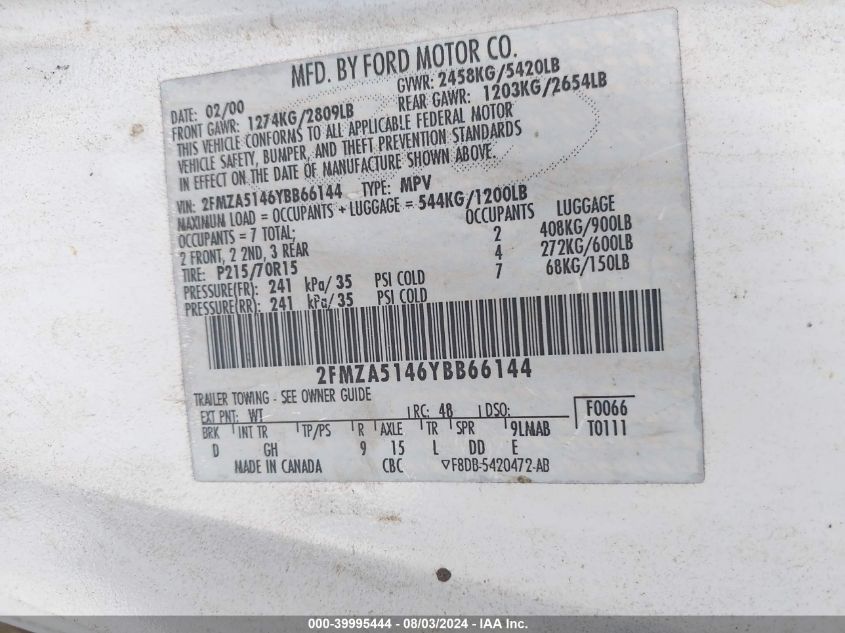 MFD. BY FORD MOTOR CO.
DATE: 02/00 GVWR: 2458KG/5420LB
FRONT GAWR: 1274KG/2809LB REAR GAWR: 1203KG/2654LB
THIS VEHICLE CONFORMS TO ALL APPLICABLE FEDERAL MOTOR
VEHICLE SAFETY, BUMPER, AND THEFT PREVENTION STANDARDS
IN EFFECT ON THE DATE OF MANUFACTURE SHOWN ABOVE.
VIN: 2FMZA5146YBB66144 TYPE: MPV
MAXIMUM LOAD = OCCUPANTS + LUGGAGE = 544KG/1200LB
OCCUPANTS = 7 TOTAL; OCCUPANTS LUGGAGE
2 FRONT, 2 2ND, 3 REAR 2 408KG/900LB
4 272KG/600LB
TIRE: P215/70R15 7 68KG/150LB
PRESSURE(FR): 241 kPa/35 PSI COLD
PRESSURE(RR): 241 kPa/35 PSI COLD
2FMZA5146YBB66144
TRAILER TOWING - SEE OWNER GUIDE
EXT PNT: WT RC: 48 DSO: F0066
BRK INT TR TP/PS R AXLE TR SPR 9LMAB T0111
D GH 9 15 L DD E
MADE IN CANADA CBC ▽F8DB-5420472-AB
000-39995444 - 08/03/2024 - IAA Inc.